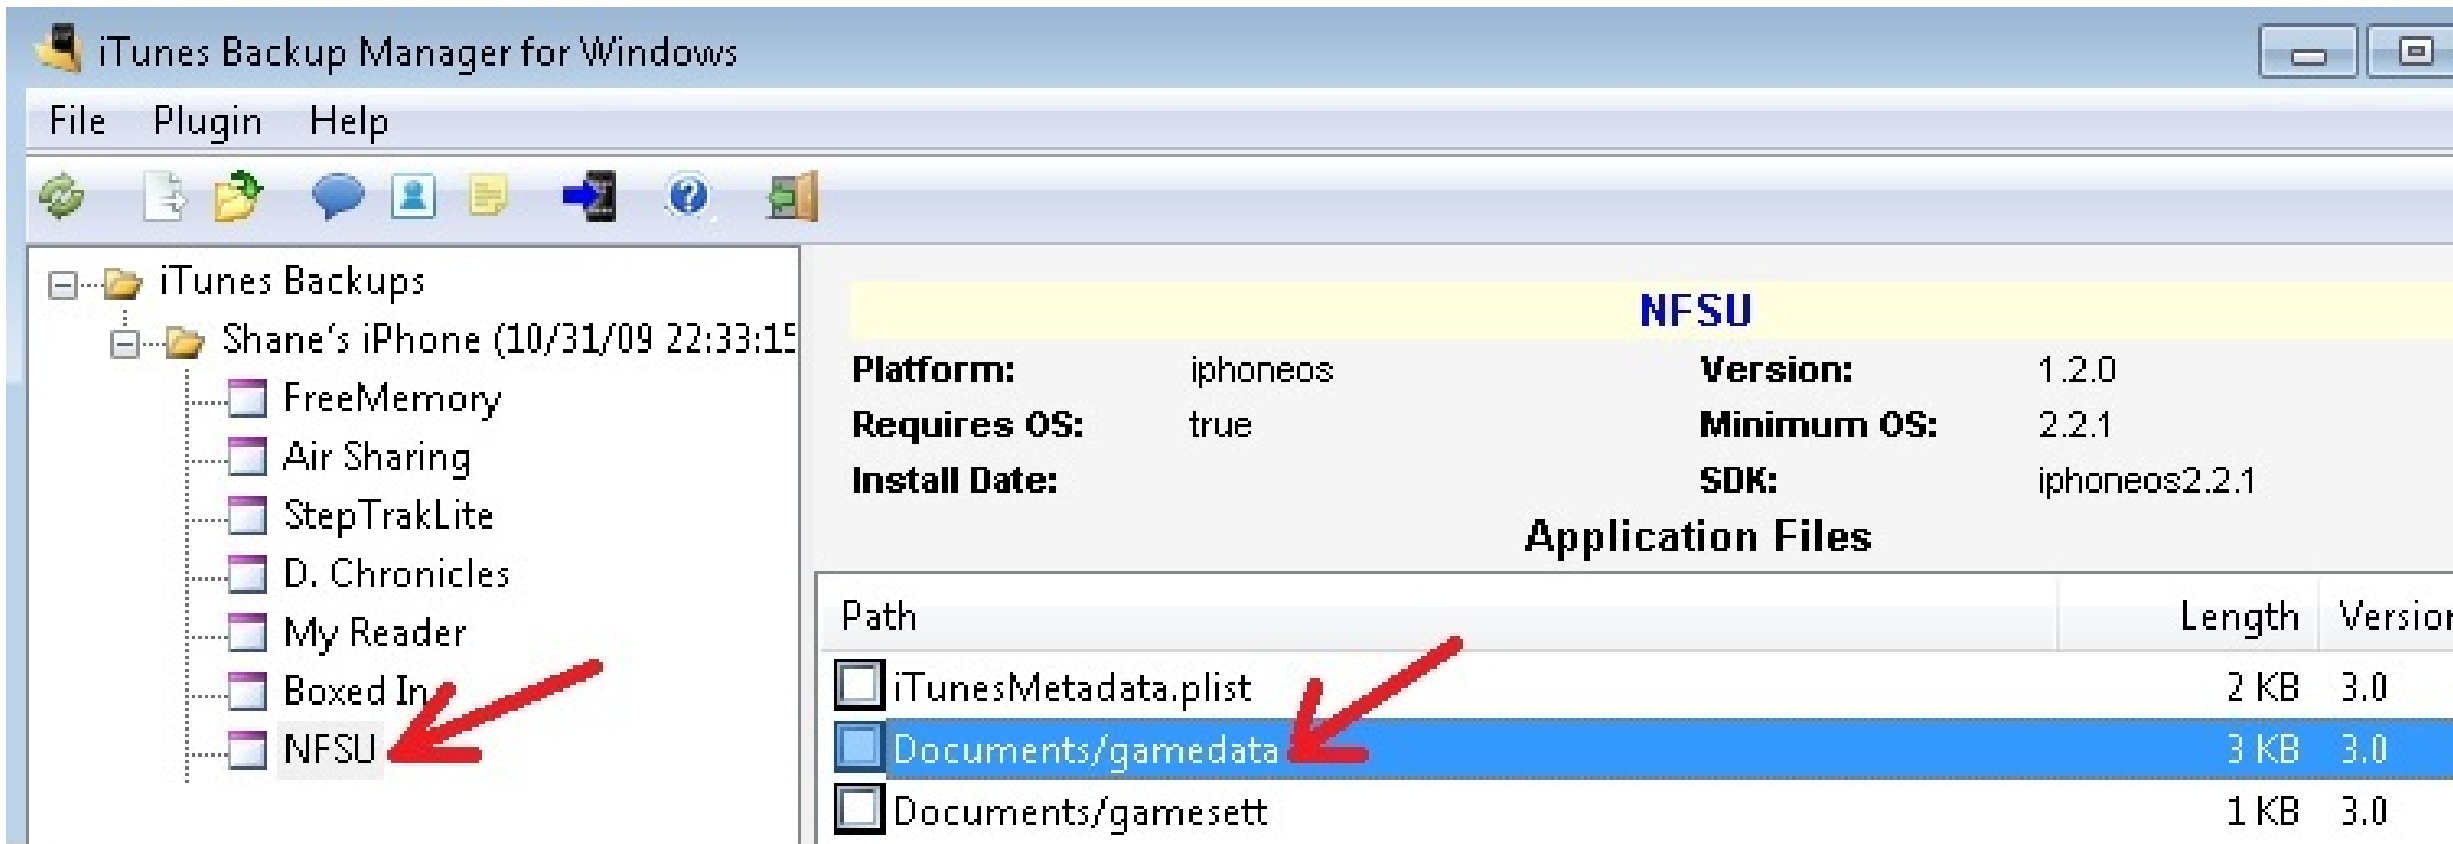 iTunes Backup Manager for Windows
File Plugin Help
iTunes Backups
Shane's iPhone (10/31/09 22:33:15
FreeMemory
Air Sharing
StepTrakLite
D. Chronicles
My Reader
Boxed In
NFSU
NFSU
Platform: iphoneos Version: 1.2.0
Requires OS: true Minimum OS: 2.2.1
Install Date: SDK: iphoneos2.2.1
Application Files
Path Length Version
iTunesMetadata.plist 2 KB 3.0
Documents/gamedata 3 KB 3.0
Documents/gamesett 1 KB 3.0